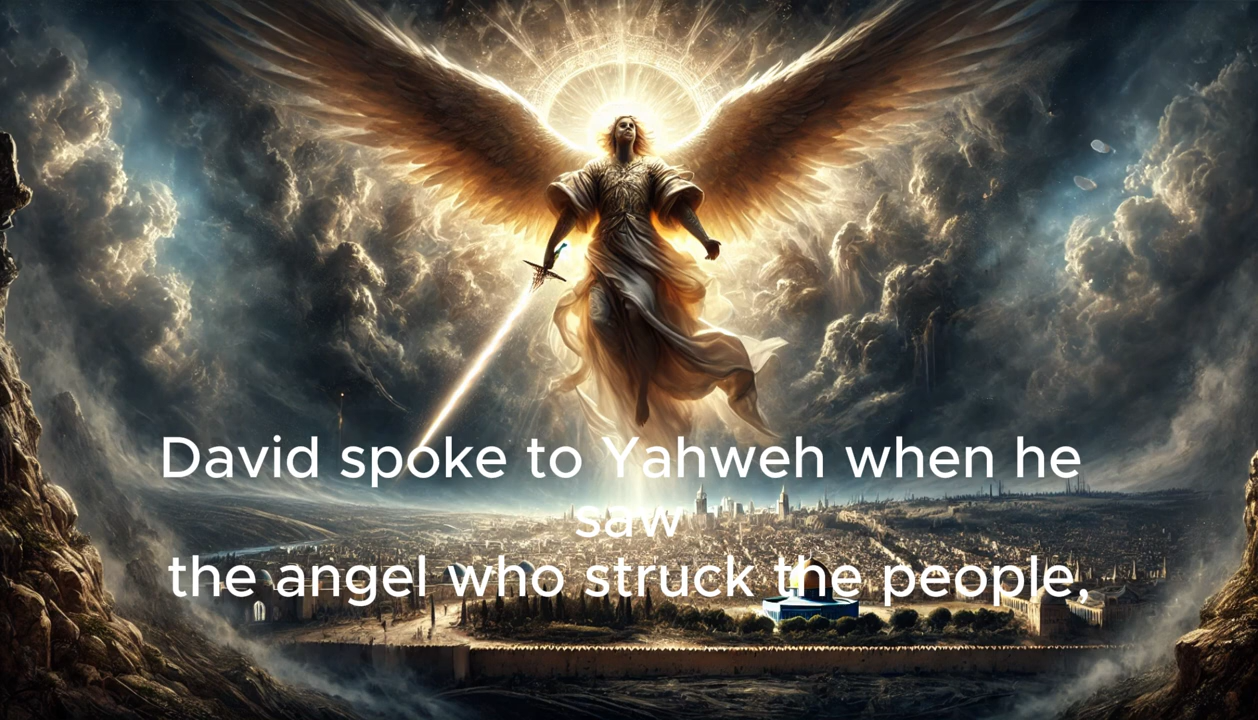 David spoke to Yahweh when he
saw
the angel who struck the people,